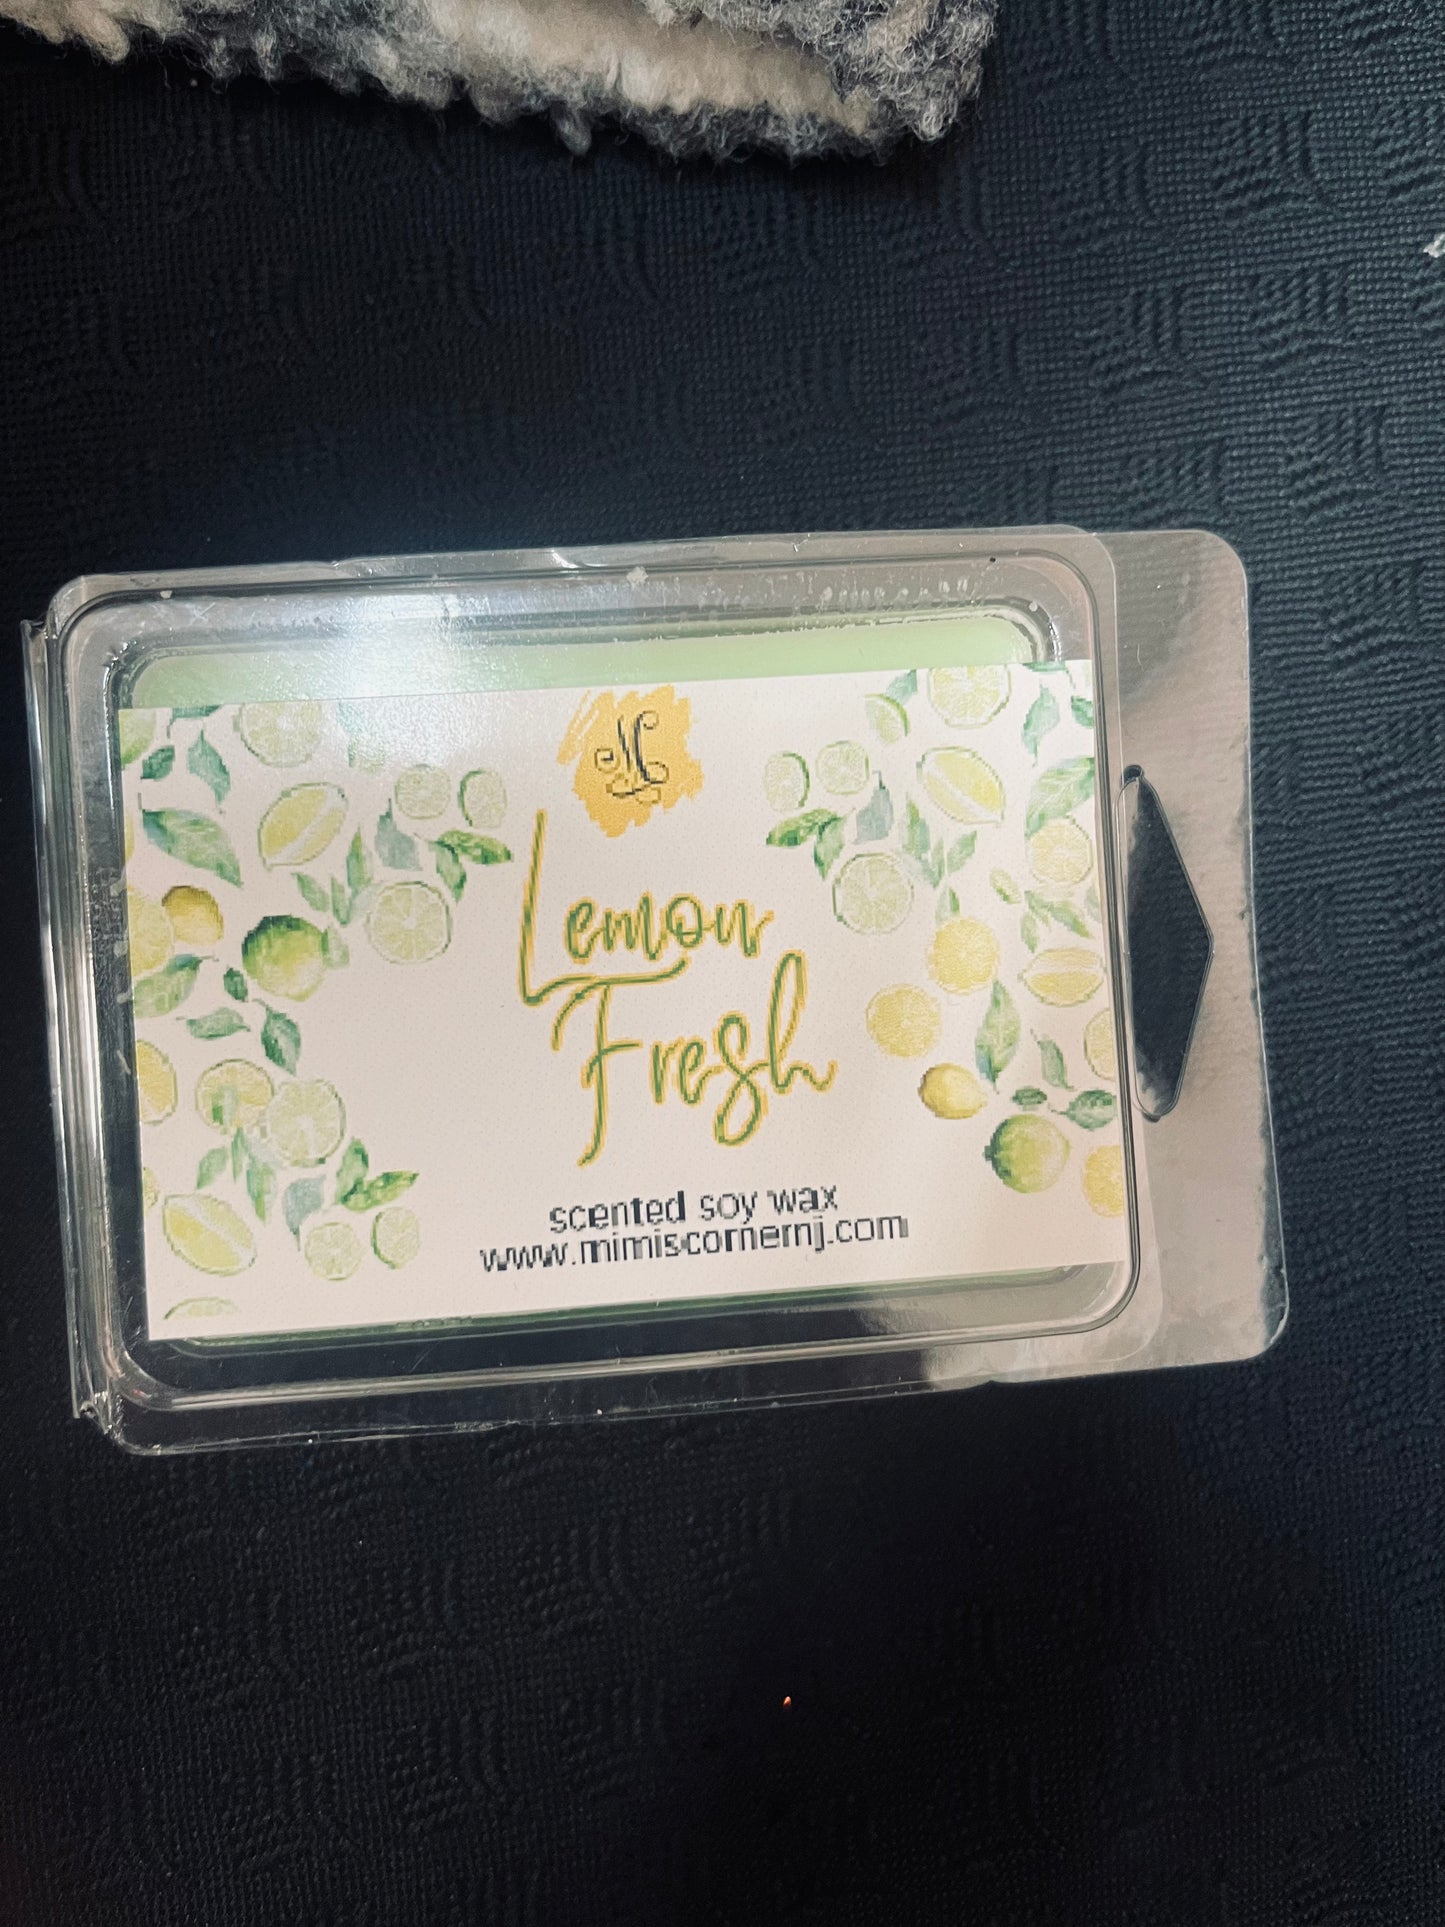 Lemon
Fresh
scented soy wax
www.mimiscornernj.com